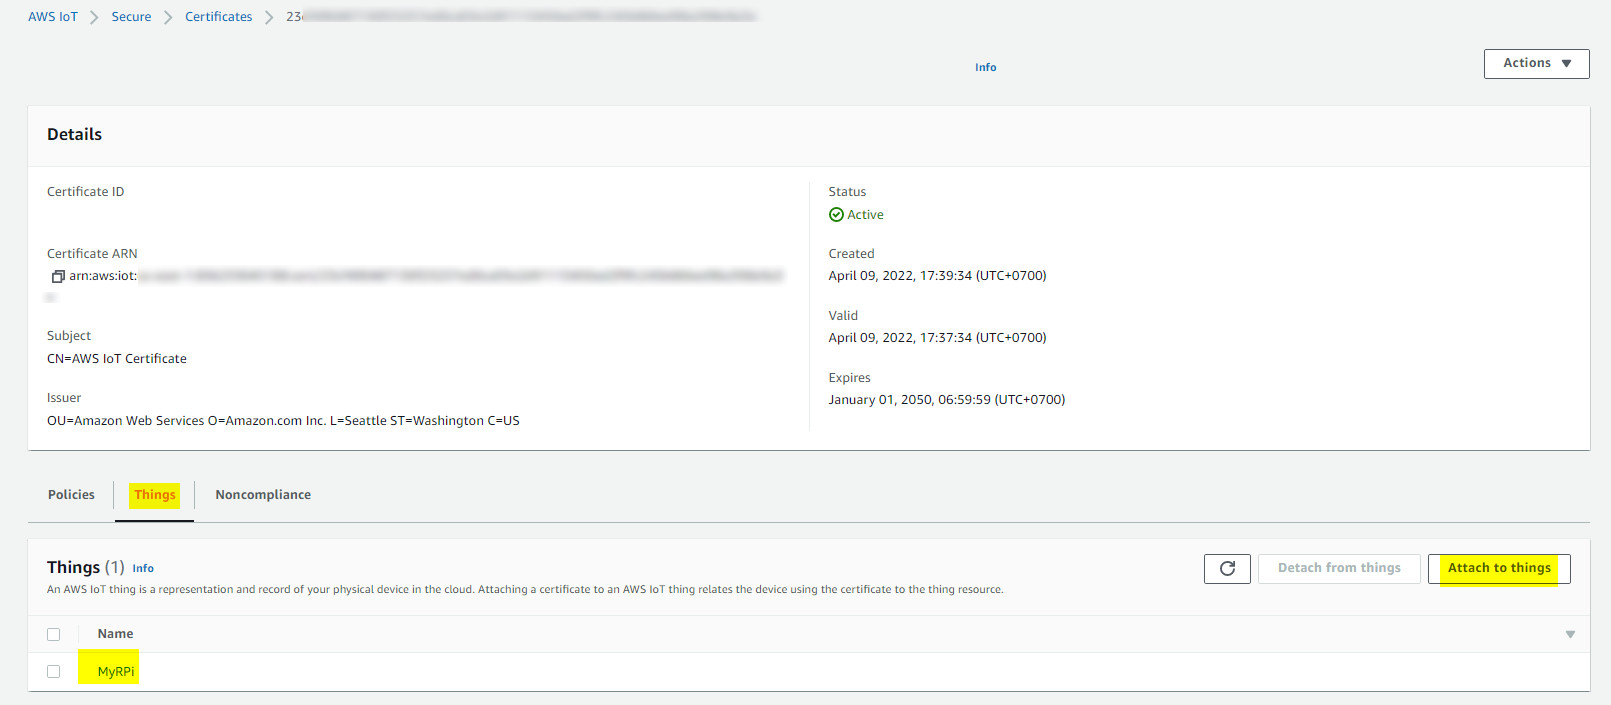 AWS IoT > Secure > Certificates > 23
Info
Actions
Details
Certificate ID
Certificate ARN
arn:aws:iot:
Subject
CN=AWS IoT Certificate
Issuer
OU=Amazon Web Services O=Amazon.com Inc. L=Seattle ST=Washington C=US
Status
Active
Created
April 09, 2022, 17:39:34 (UTC+0700)
Valid
April 09, 2022, 17:37:34 (UTC+0700)
Expires
January 01, 2050, 06:59:59 (UTC+0700)
Policies Things Noncompliance
Things (1) Info
An AWS IoT thing is a representation and record of your physical device in the cloud. Attaching a certificate to an AWS IoT thing relates the device using the certificate to the thing resource.
Detach from things Attach to things
Name
MyRPi